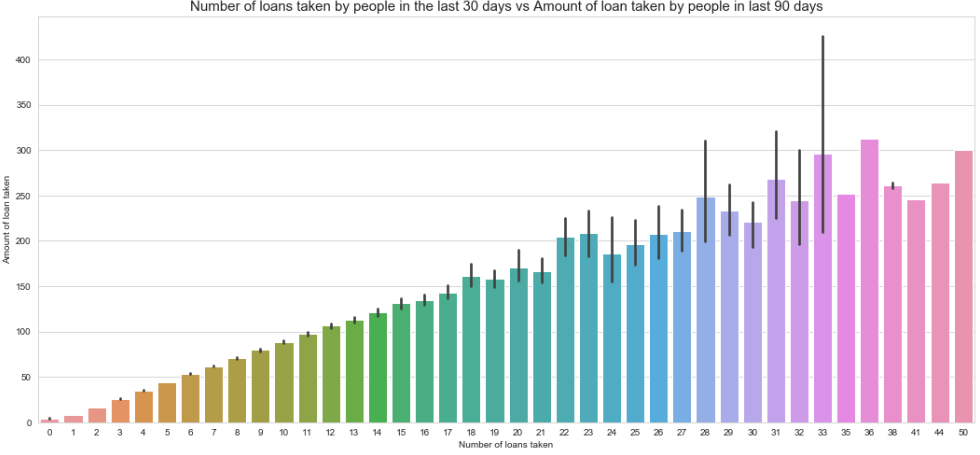 Number of loans taken by people in the last 30 days vs Amount of loan taken by people in last 90 days
400
350
300
250
200
150
100
50
0
Amount of loan taken
0 1 2 3 4 5 6 7 8 9 10 11 12 13 14 15 16 17 18 19 20 21 22 23 24 25 26 27 28 29 30 31 32 33 35 36 38 41 44 50
Number of loans taken